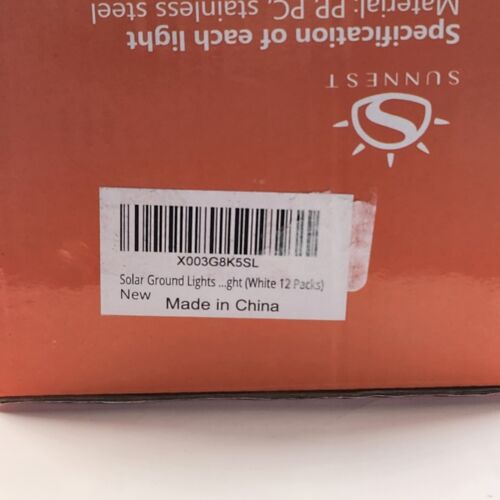 SUNNEST
Specification of each light
Material: PP, PC, stainless steel
X003G8K5SL
Solar Ground Lights ...ght (White 12 Packs)
New
Made in China